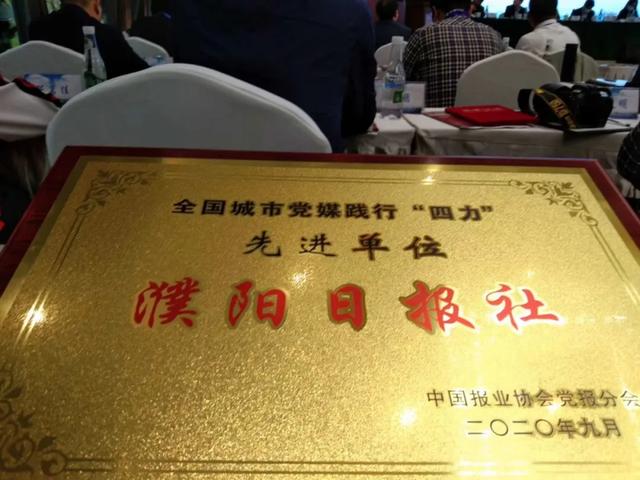 全国城市党媒践行“四力”
先进单位
濮阳日报社
中国报业协会党报分会
二〇二〇年九月